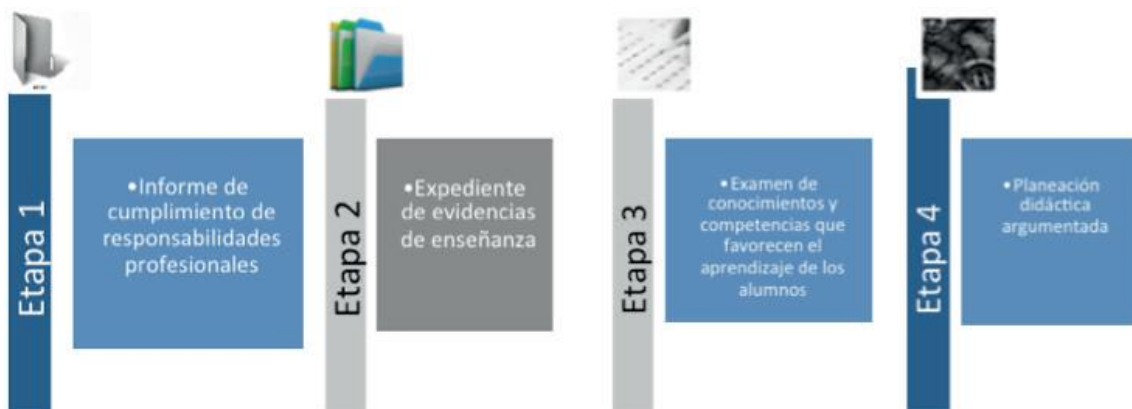 Etapa 1
•Informe de
cumplimiento de
responsabilidades
profesionales
Etapa 2
•Expediente
de evidencias
de enseñanza
Etapa 3
•Examen de
conocimientos y
competencias que
favorecen el
aprendizaje de los
alumnos
Etapa 4
•Planeación
didáctica
argumentada